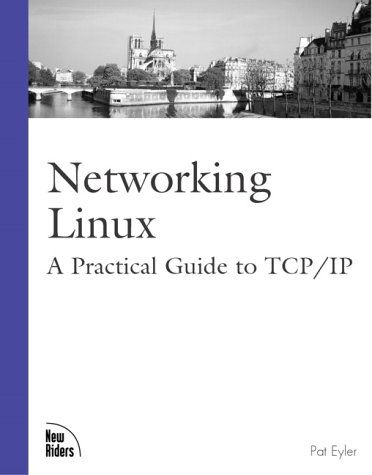 Networking
Linux
A Practical Guide to TCP/IP
New
Riders
Pat Eyler